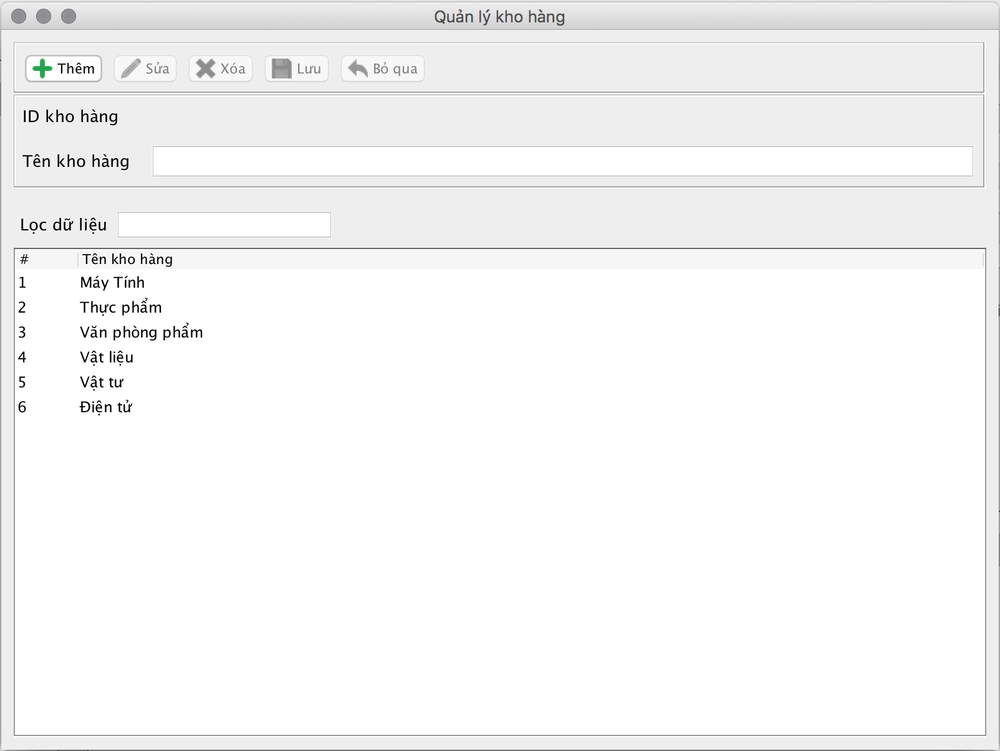 Quản lý kho hàng
Thêm Sửa Xóa Lưu Bỏ qua
ID kho hàng
Tên kho hàng
Lọc dữ liệu
# Tên kho hàng
1 Máy Tính
2 Thực phẩm
3 Văn phòng phẩm
4 Vật liệu
5 Vật tư
6 Điện tử